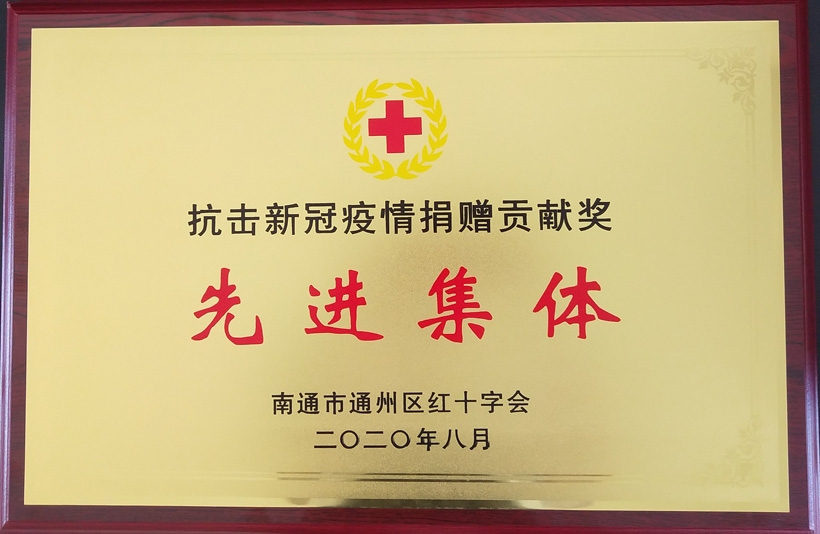 抗击新冠疫情捐赠贡献奖
先进集体
南通市通州区红十字会
二〇二〇年八月